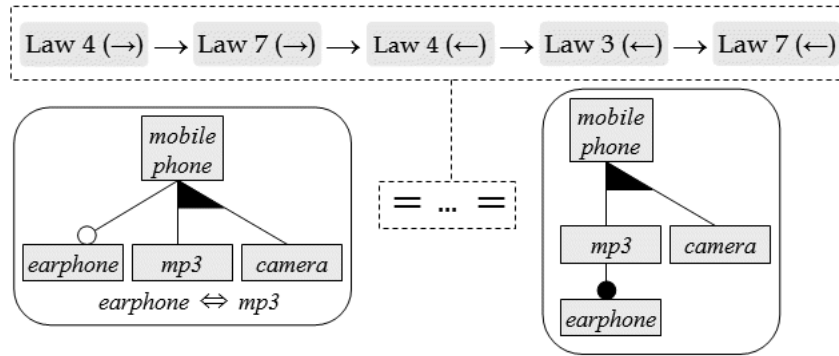 Law 4 (→) → Law 7 (→) → Law 4 (←) → Law 3 (←) → Law 7 (←)
mobile
phone
earphone mp3 camera
earphone ⇔ mp3
= ... =
mobile
phone
mp3 camera
earphone